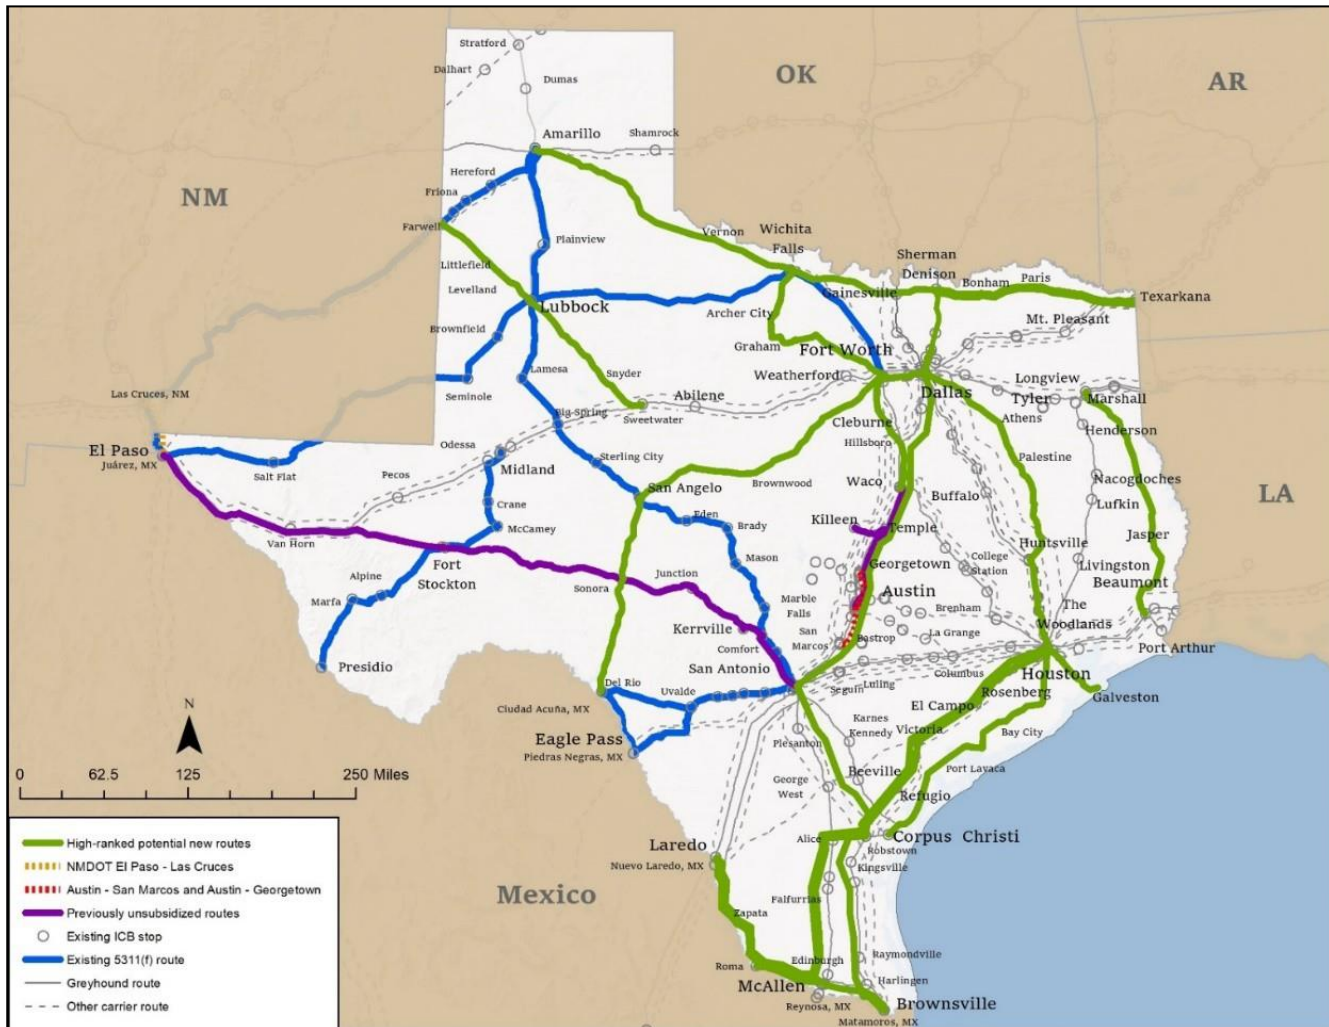 Stratford
Dalhart
Dumas
OK
AR
Amarillo
Shamrock
Hereford
NM
Friona
Farwell
Vernon
Wichita
Falls
Plainview
Sherman
Denison
Littlefield
Bonham
Paris
Levelland
Gainesville
Texarkana
Lubbock
Archer City
Brownfield
Mt. Pleasant
Graham
Fort Worth
Lamesa
Snyder
Weatherford
Longview
Las Cruces, NM
Seminole
Abilene
Dallas
Tyler
Marshall
Big Spring
Sweetwater
Athens
Cleburne
Henderson
El Paso
Odessa
Hillsboro
Juárez, MX
Midland
Sterling City
Palestine
Salt Flat
Pecos
Brownwood
Waco
Nacogdoches
San Angelo
Buffalo
LA
Crane
Lufkin
Eden
Brady
Killeen
Temple
McCamey
Jasper
Van Horn
Huntsville
Mason
College
Station
Georgetown
Livingston
Fort
Stockton
Alpine
Junction
Beaumont
Sonora
Austin
Marfa
Marble
Falls
Brenham
The
Woodlands
Kerrville
San
Marcos
Bastrop
La Grange
Comfort
Port Arthur
Presidio
San Antonio
Columbus
Houston
Del Rio
Uvalde
Seguin
Luling
Rosenberg
Galveston
N
Ciudad Acuña, MX
El Campo
Karnes
Kennedy
Victoria
Bay City
Eagle Pass
Plesanton
Piedras Negras, MX
0
62.5
125
250 Miles
Beeville
Port Lavaca
George
West
Refugio
High-ranked potential new routes
NMDOT El Paso - Las Cruces
Austin - San Marcos and Austin - Georgetown
Previously unsubsidized routes
Existing ICB stop
Existing 5311(f) route
Greyhound route
Other carrier route
Laredo
Alice
Corpus Christi
Nuevo Laredo, MX
Robstown
Kingsville
Mexico
Falfurrias
Zapata
Raymondville
Roma
Edinburgh
McAllen
Harlingen
Reynosa, MX
Brownsville
Matamoros, MX